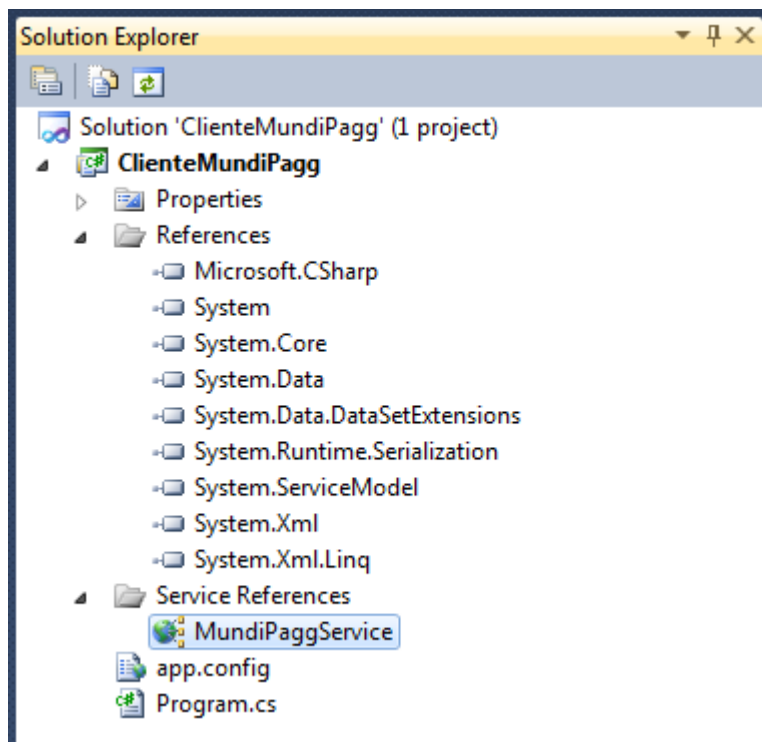 Solution Explorer
Solution 'ClienteMundiPagg' (1 project)
ClienteMundiPagg
Properties
References
Microsoft.CSharp
System
System.Core
System.Data
System.Data.DataSetExtensions
System.Runtime.Serialization
System.ServiceModel
System.Xml
System.Xml.Linq
Service References
MundiPaggService
app.config
Program.cs